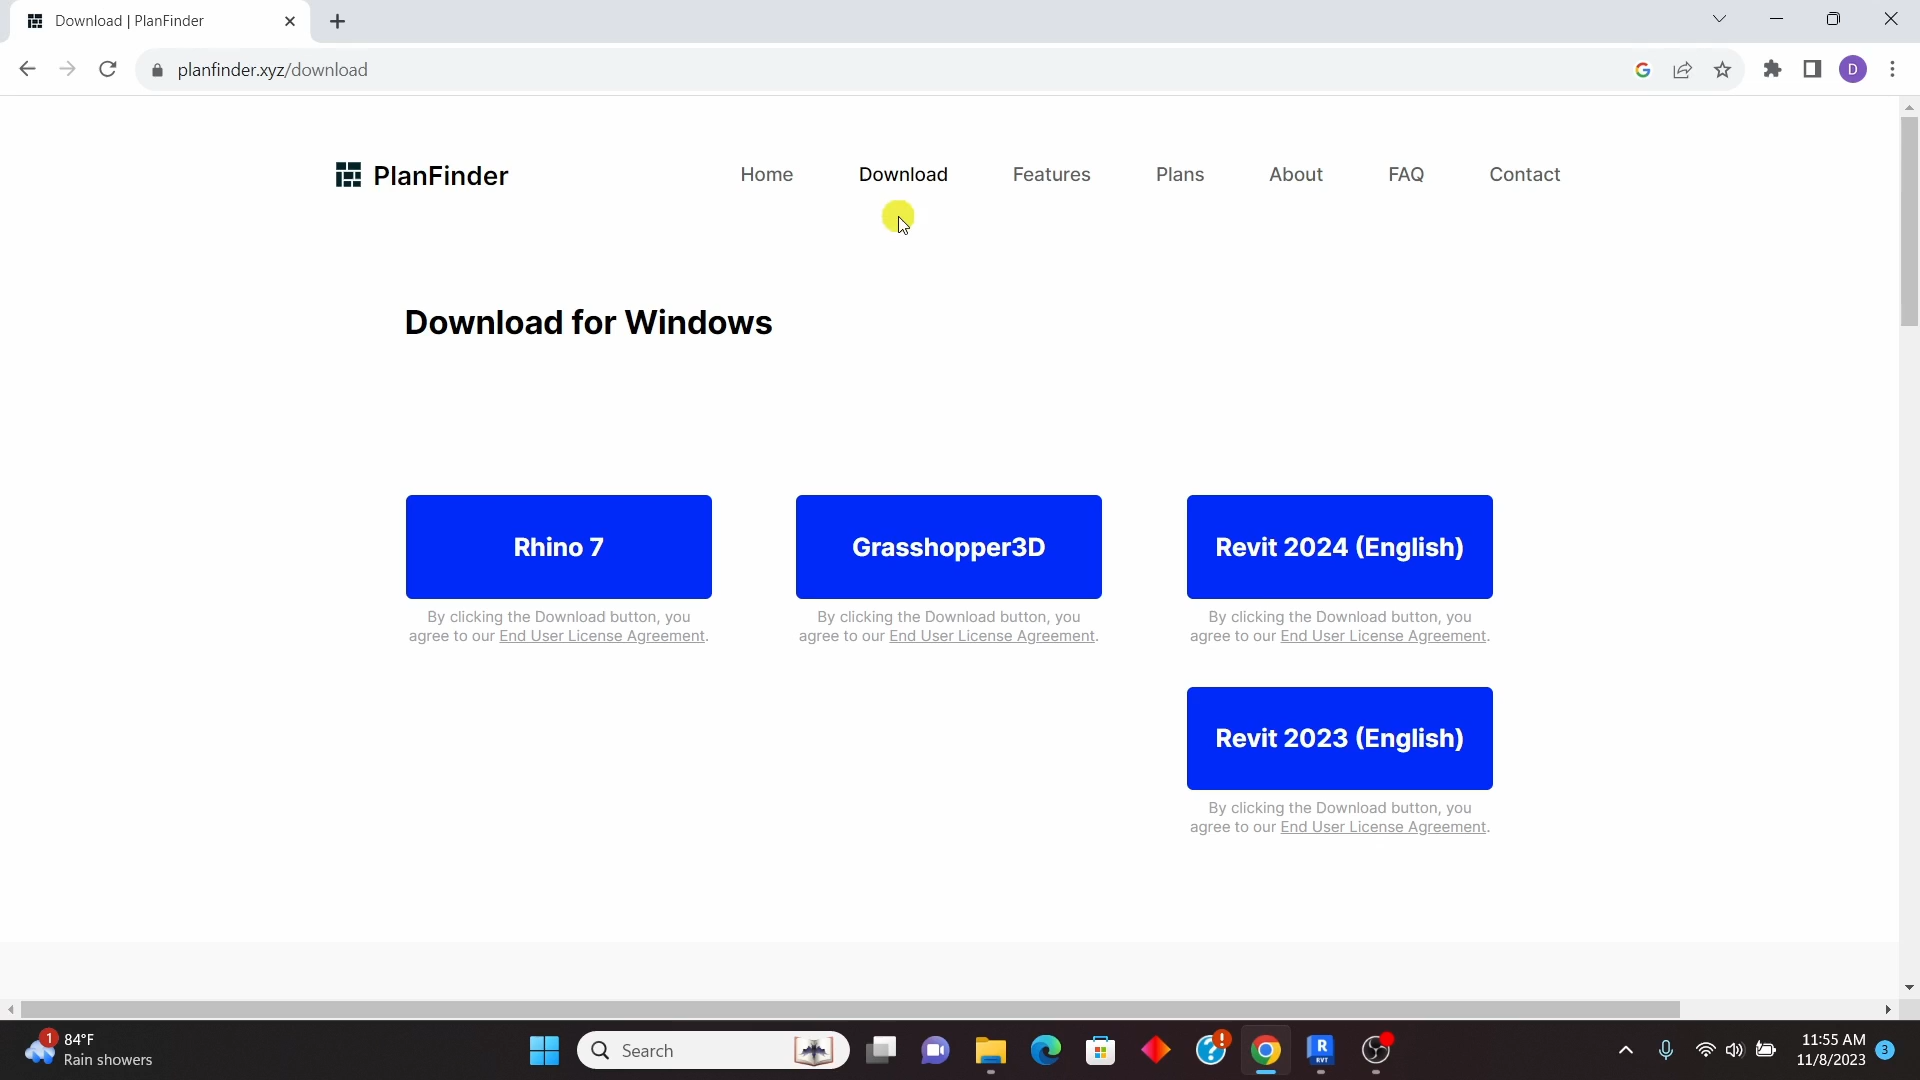 Download | PlanFinder
planfinder.xyz/download
D
PlanFinder
Home
Download
Features
Plans
About
FAQ
Contact
Download for Windows
Rhino 7
Grasshopper3D
Revit 2024 (English)
By clicking the Download button, you
agree to our End User License Agreement.
By clicking the Download button, you
agree to our End User License Agreement.
By clicking the Download button, you
agree to our End User License Agreement.
Revit 2023 (English)
By clicking the Download button, you
agree to our End User License Agreement.
1
84°F
Rain showers
Search
R
RVT
11:55 AM
11/8/2023
3